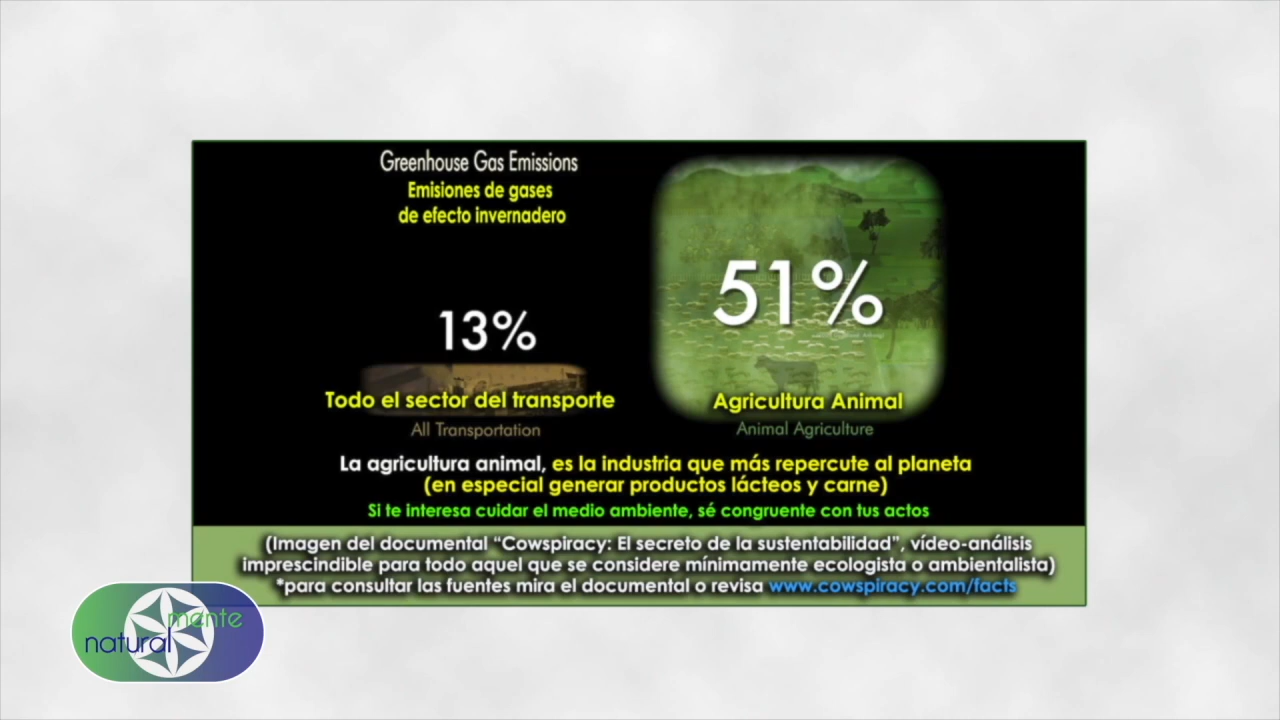 Greenhouse Gas Emissions
Emisiones de gases
de efecto invernadero
13%
Todo el sector del transporte
All Transportation
51%
Agricultura Animal
Animal Agriculture
La agricultura animal, es la industria que más repercute al planeta
(en especial generar productos lácteos y carne)
Si te interesa cuidar el medio ambiente, sé congruente con tus actos
(Imagen del documental “Cowspiracy: El secreto de la sustentabilidad”, vídeo-análisis
imprescindible para todo aquel que se considere mínimamente ecologista o ambientalista)
*para consultar las fuentes mira el documental o revisa www.cowspiracy.com/facts
natural mente